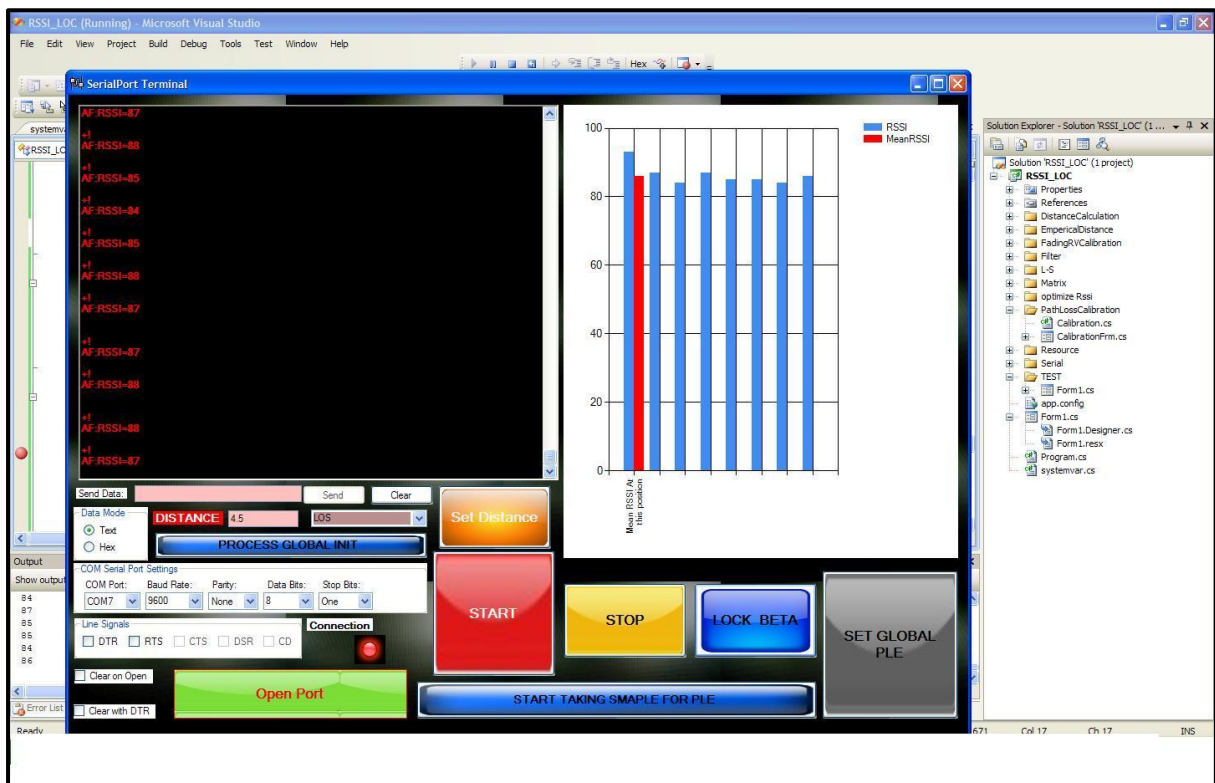 RSSI_LOC (Running) - Microsoft Visual Studio
File Edit View Project Build Debug Tools Test Window Help
Hex
SerialPort Terminal
systemva
RSSI_LO
AF:RSSI=87
+!
AF:RSSI=88
+!
AF:RSSI=85
+!
AF:RSSI=84
+!
AF:RSSI=85
+!
AF:RSSI=88
+!
AF:RSSI=87
+!
AF:RSSI=87
+!
AF:RSSI=88
+!
AF:RSSI=88
+!
AF:RSSI=87
100
80
60
40
20
0
RSSI
MeanRSSI
Mean RSSI At
this position
Send Data:
Send
Clear
Data Mode
Text
Hex
DISTANCE
4.5
LOS
Set Distance
PROCESS GLOBAL INIT
COM Serial Port Settings
COM Port: Baud Rate: Parity: Data Bits: Stop Bits:
COM7 9600 None 8 One
Line Signals
DTR RTS CTS DSR CD
Connection
Clear on Open
Clear with DTR
Open Port
START
STOP
LOCK BETA
SET GLOBAL
PLE
START TAKING SMAPLE FOR PLE
Solution Explorer - Solution 'RSSI_LOC' (1 ...
Solution 'RSSI_LOC' (1 project)
RSSI_LOC
Properties
References
DistanceCalculation
EmpericalDistance
FadingRVCalibration
Filter
L-S
Matrix
optimize Rssi
PathLossCalibration
Calibration.cs
CalibrationFrm.cs
Resource
Serial
TEST
Form1.cs
app.config
Form1.cs
Form1.Designer.cs
Form1.resx
Program.cs
systemvar.cs
Output
Show outpu
84
87
85
85
84
86
Error List
Ready
671 Col 17 Ch 17 INS